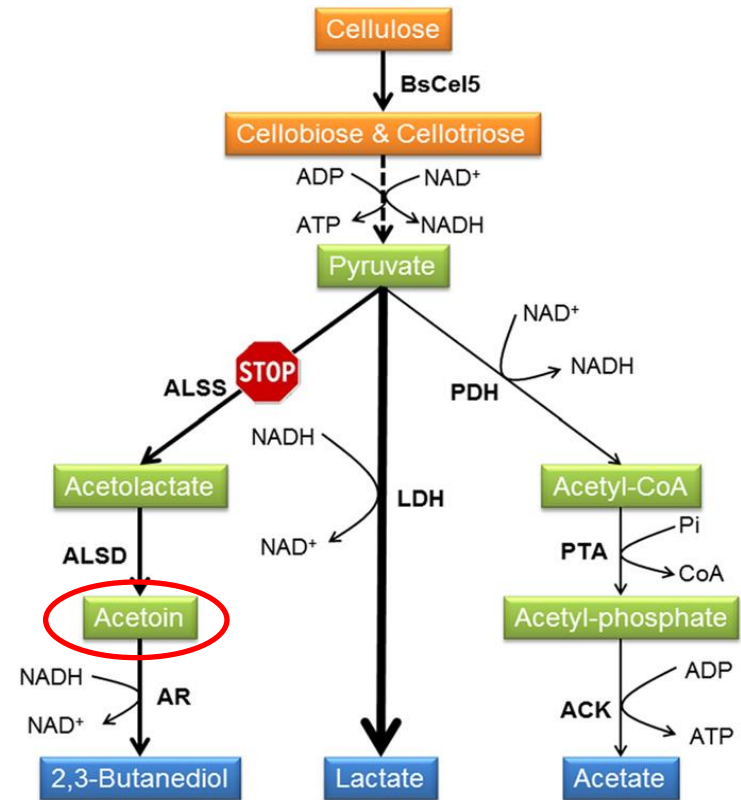 Cellulose
BsCel5
Cellobiose & Cellotriose
ADP NAD⁺
ATP NADH
Pyruvate
NAD⁺
STOP NADH
ALSS PDH
NADH
Acetolactate LDH Acetyl-CoA
NAD⁺ Pi
ALSD PTA
CoA
Acetoin Acetyl-phosphate
NADH ADP
AR ACK
NAD⁺ ATP
2,3-Butanediol Lactate Acetate